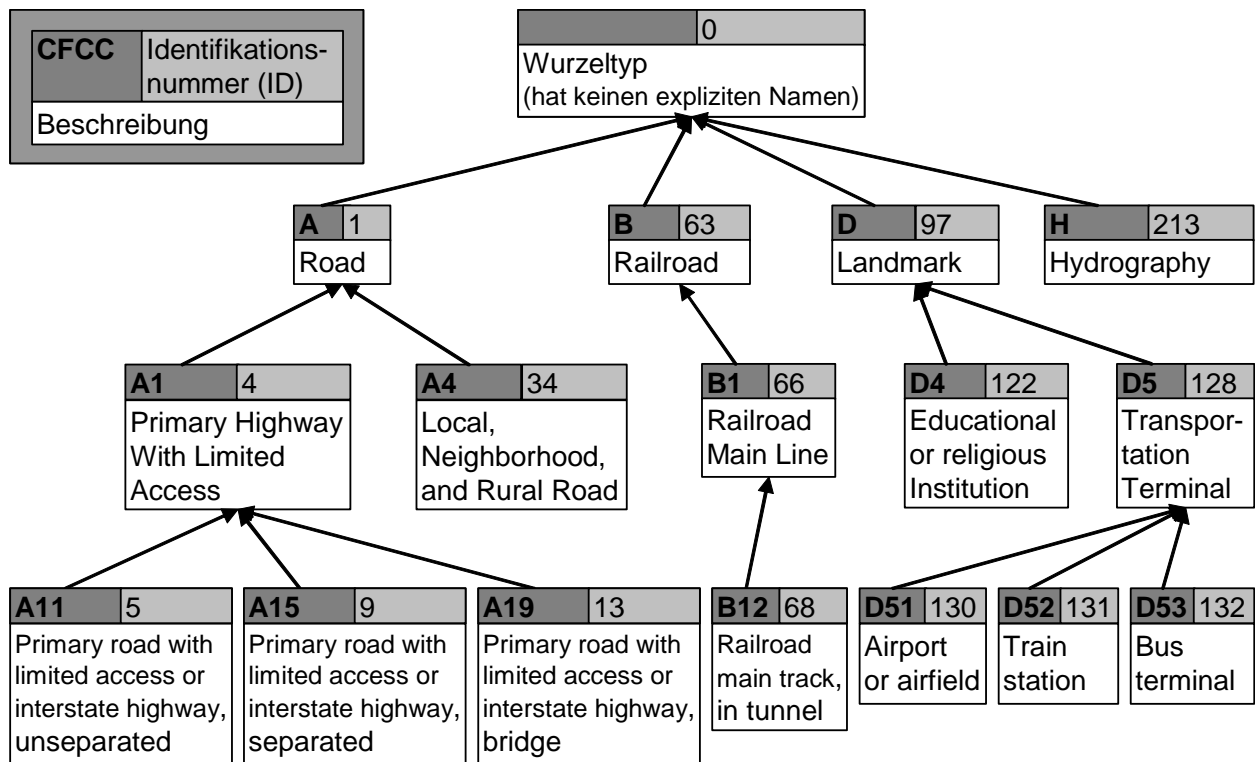 CFCC
Identifikations-
nummer (ID)
Beschreibung
0
Wurzeltyp
(hat keinen expliziten Namen)
A 1
Road
B 63
Railroad
D 97
Landmark
H 213
Hydrography
A1 4
Primary Highway
With Limited
Access
A4 34
Local,
Neighborhood,
and Rural Road
B1 66
Railroad
Main Line
D4 122
Educational
or religious
Institution
D5 128
Transpor-
tation
Terminal
A11 5
Primary road with
limited access or
interstate highway,
unseparated
A15 9
Primary road with
limited access or
interstate highway,
separated
A19 13
Primary road with
limited access or
interstate highway,
bridge
B12 68
Railroad
main track,
in tunnel
D51 130
Airport
or airfield
D52 131
Train
station
D53 132
Bus
terminal